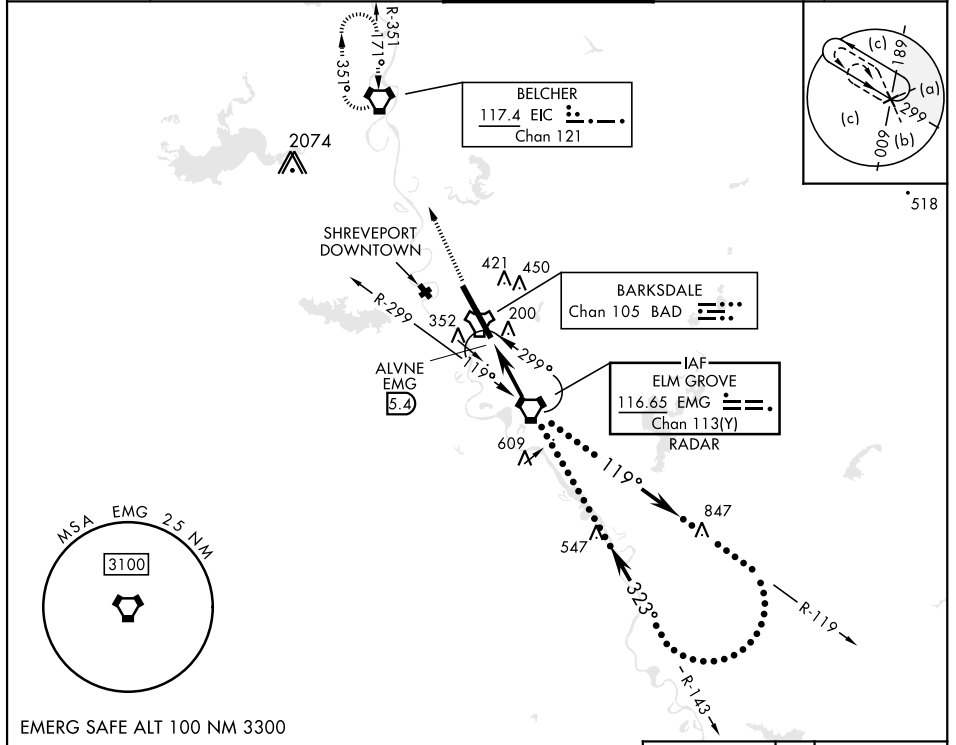 R-351
171°
351°
BELCHER
117.4 EIC
Chan 121
(c)
189
(a)
299
(c)
(b)
009
518
2074
SHREVEPORT
DOWNTOWN
421
450
R-299
BARKSDALE
Chan 105 BAD
352
200
299°
119°
ALVNE
EMG
5.4
IAF
ELM GROVE
116.65 EMG
Chan 113(Y)
RADAR
609
119°
847
547
323°
R-119
R-143
MSA EMG 25 NM
3100
EMERG SAFE ALT 100 NM 3300